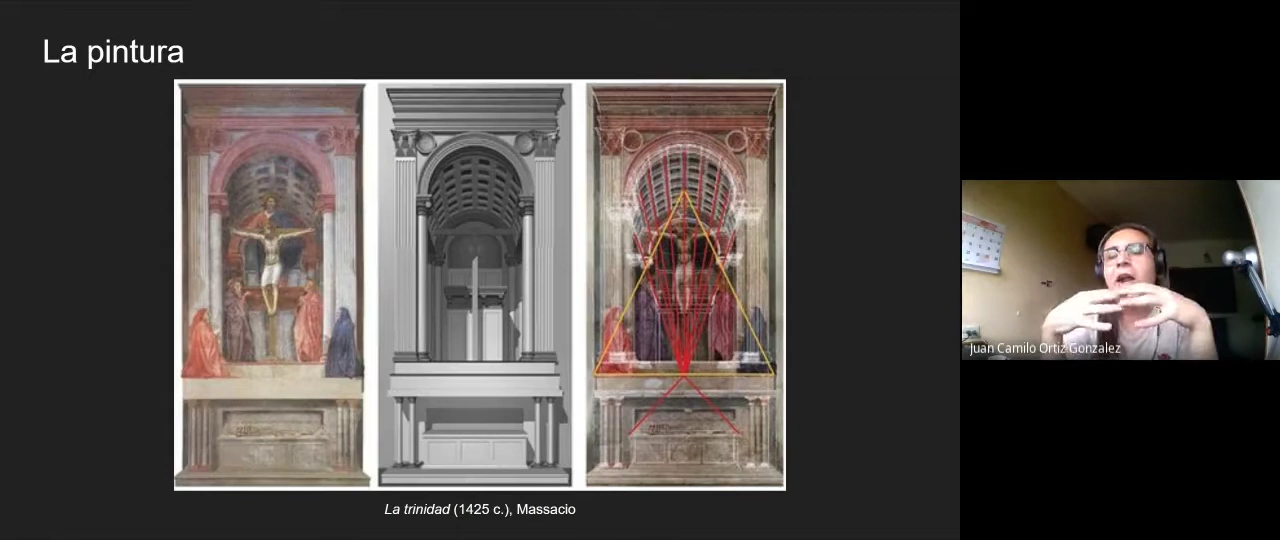 La pintura
La trinidad (1425 c.), Massacio
Juan Camilo Ortiz Gonzalez